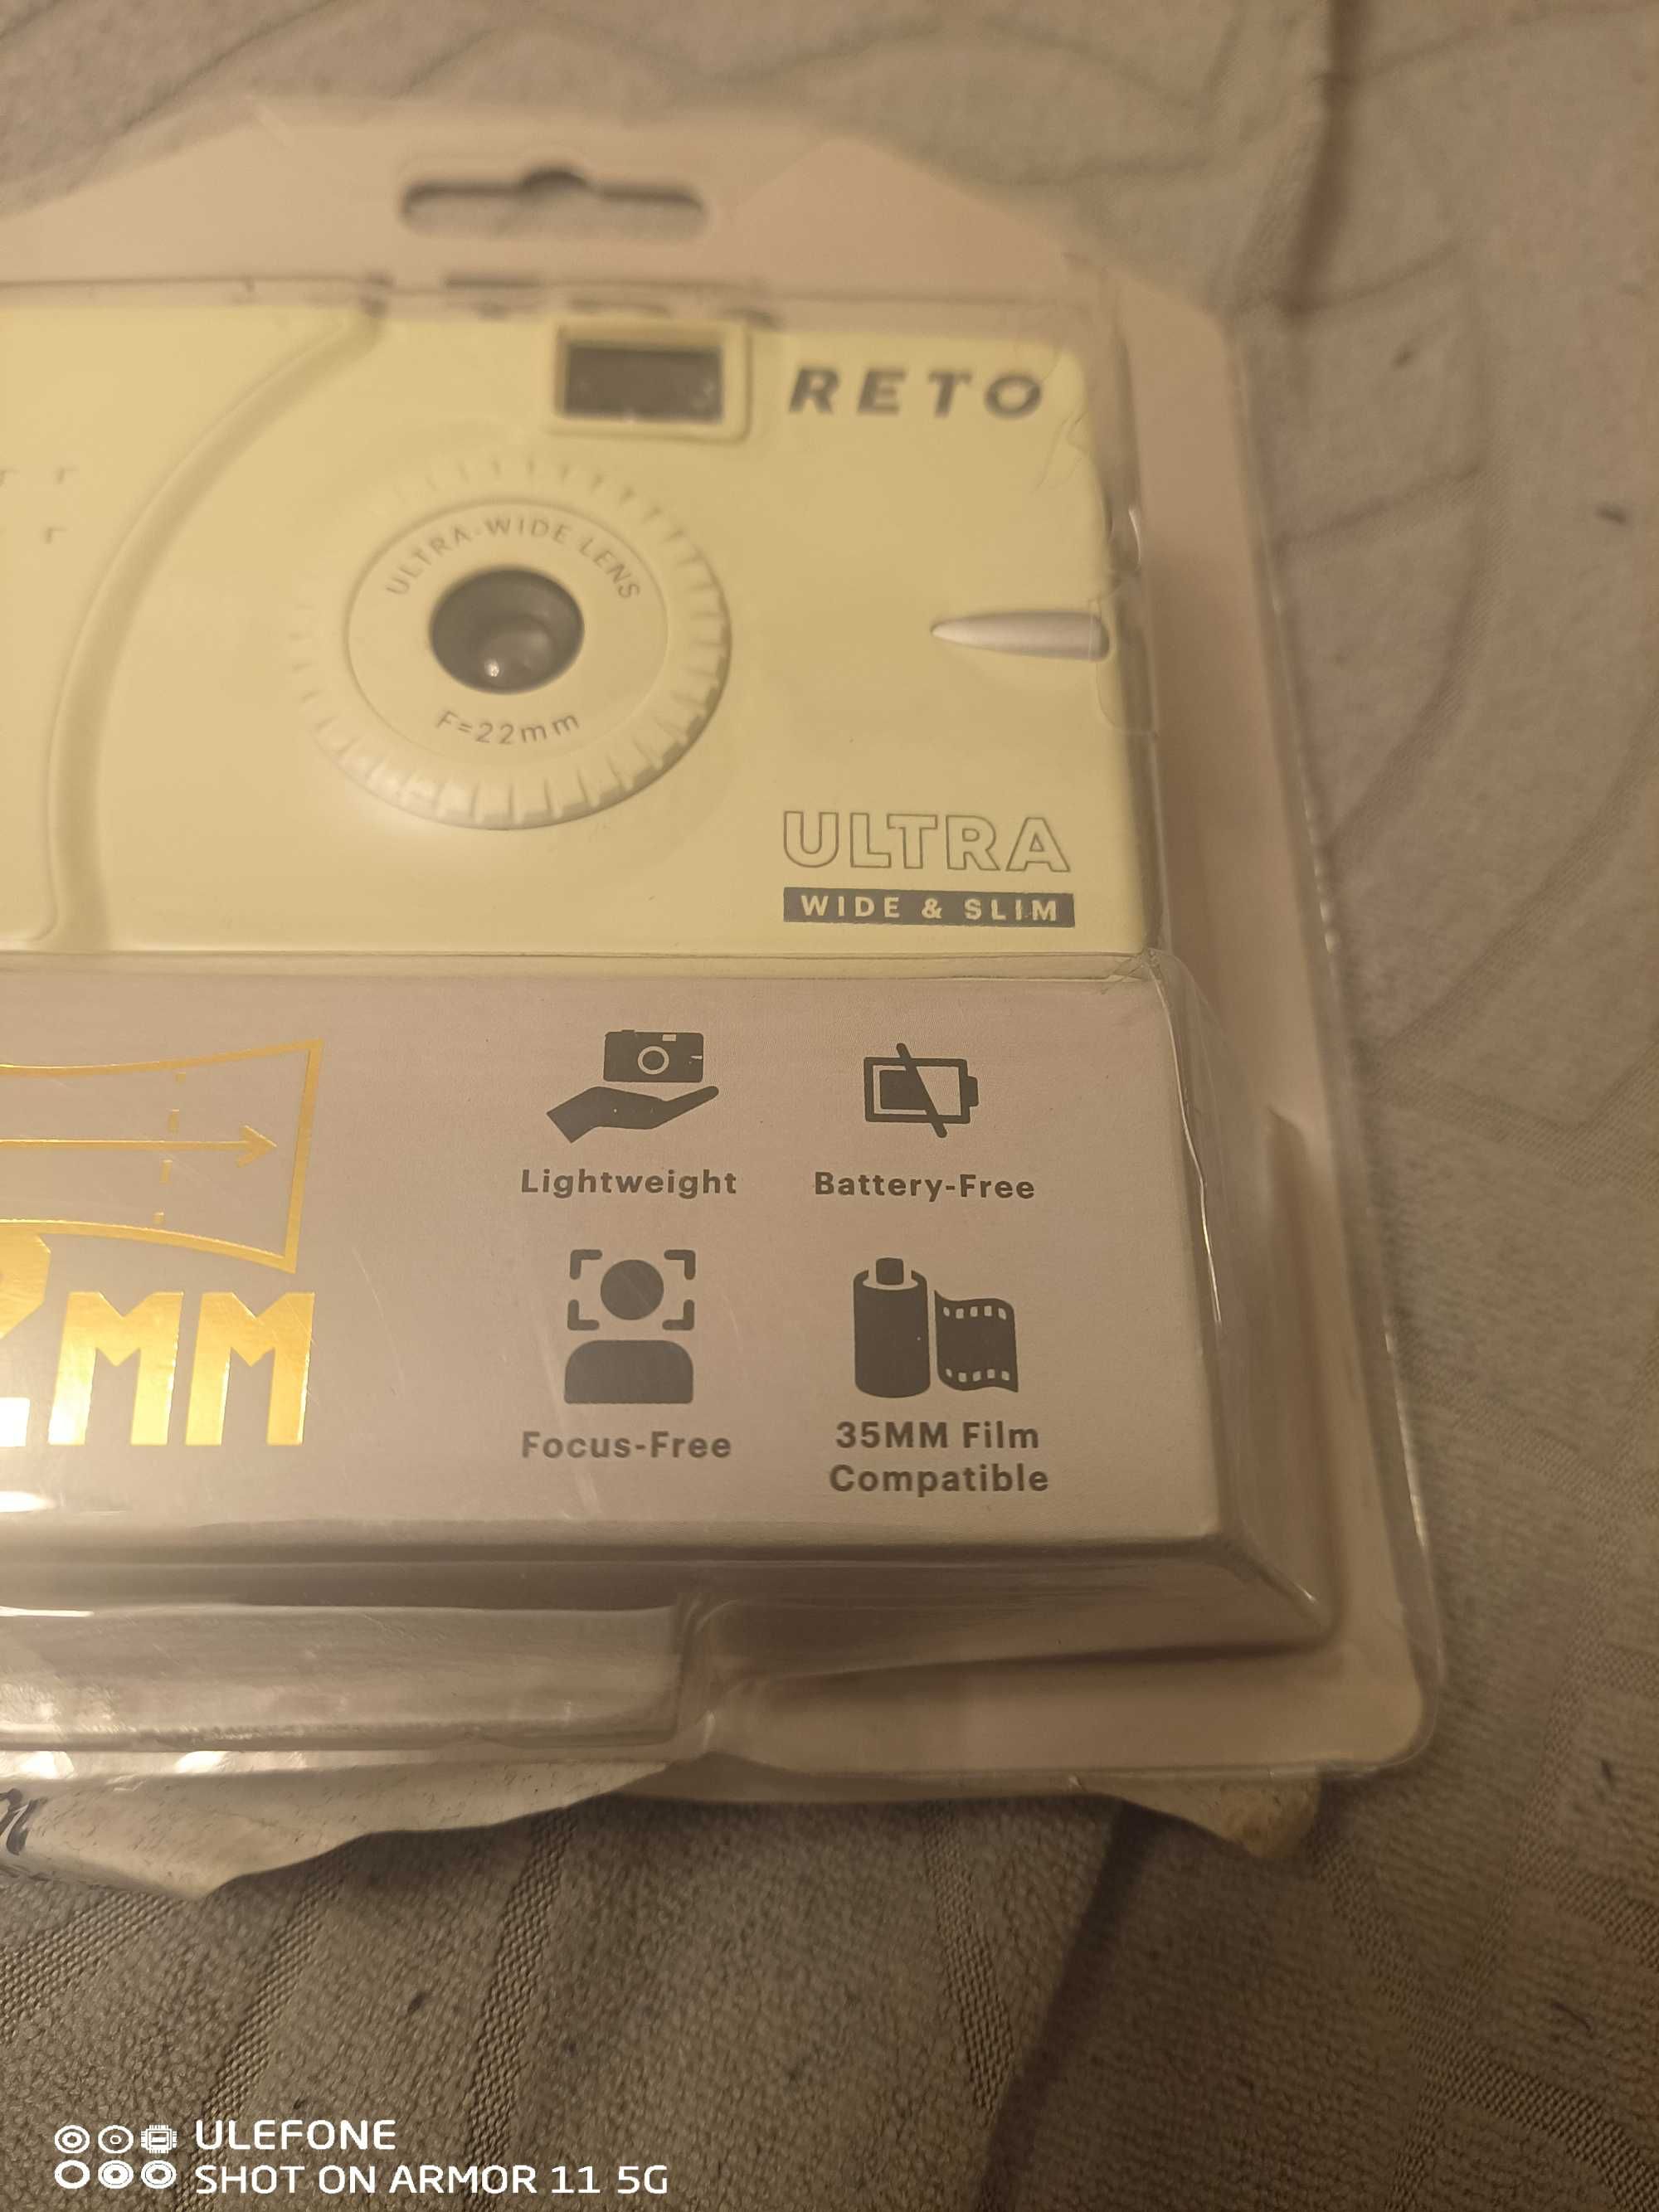 RETO
ULTRA-WIDE LENS
F=22mm
ULTRA
WIDE & SLIM
Lightweight
Battery-Free
2MM
Focus-Free
35MM Film
Compatible
ULEFONE
SHOT ON ARMOR 11 5G